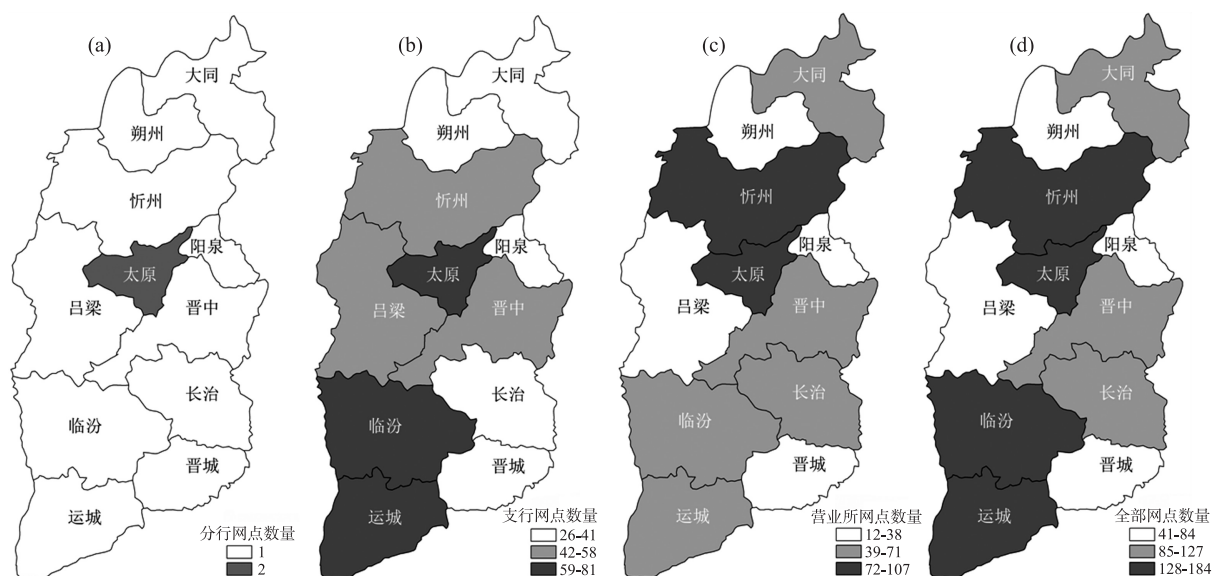 (a)
大同
朔州
忻州
阳泉
太原
吕梁
晋中
长治
临汾
晋城
运城
分行网点数量
1
2
(b)
大同
朔州
忻州
阳泉
太原
吕梁
晋中
长治
临汾
晋城
运城
支行网点数量
26-41
42-58
59-81
(c)
大同
朔州
忻州
阳泉
太原
吕梁
晋中
长治
临汾
晋城
运城
营业所网点数量
12-38
39-71
72-107
(d)
大同
朔州
忻州
阳泉
太原
吕梁
晋中
长治
临汾
晋城
运城
全部网点数量
41-84
85-127
128-184